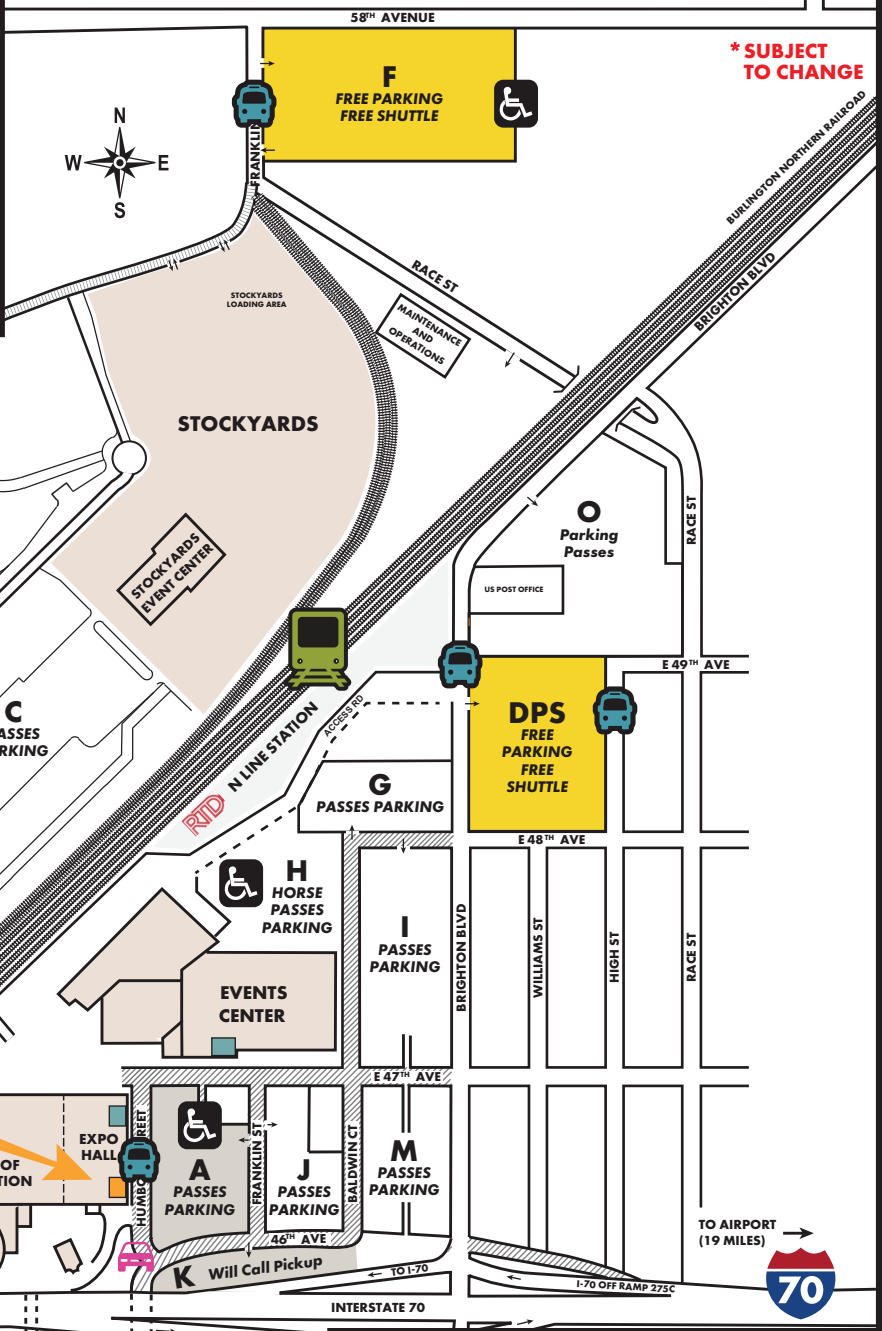 58TH AVENUE
* SUBJECT
TO CHANGE
F
FREE PARKING
FREE SHUTTLE
N
W
E
S
FRANKLIN
BURLINGTON NORTHERN RAILROAD
BRIGHTON BLVD
RACE ST
STOCKYARDS
LOADING AREA
MAINTENANCE
AND
OPERATIONS
STOCKYARDS
O
Parking
Passes
RACE ST
STOCKYARDS
EVENT CENTER
US POST OFFICE
E 49TH AVE
C
ASSES
RKING
DPS
FREE
PARKING
FREE
SHUTTLE
ACCESS RD
RTD N LINE STATION
G
PASSES PARKING
E 48TH AVE
H
HORSE
PASSES
PARKING
I
PASSES
PARKING
BRIGHTON BLVD
WILLIAMS ST
HIGH ST
RACE ST
EVENTS
CENTER
E 47TH AVE
EXPO
HALL
OF
TION
HUMBO
REET
A
PASSES
PARKING
FRANKLIN ST
J
PASSES
PARKING
BALDWIN CT
M
PASSES
PARKING
46TH AVE
K Will Call Pickup
TO I-70
I-70 OFF RAMP 275C
INTERSTATE 70
TO AIRPORT
(19 MILES)
70